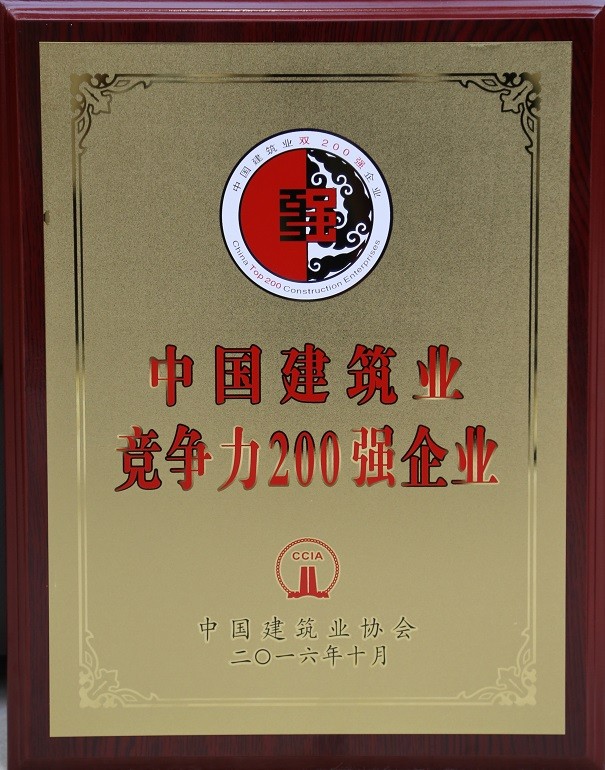 中国建筑业双200强企业
强
China Top 200 Construction Enterprises
中国建筑业
竞争力200强企业
CCIA
中国建筑业协会
二〇一六年十月